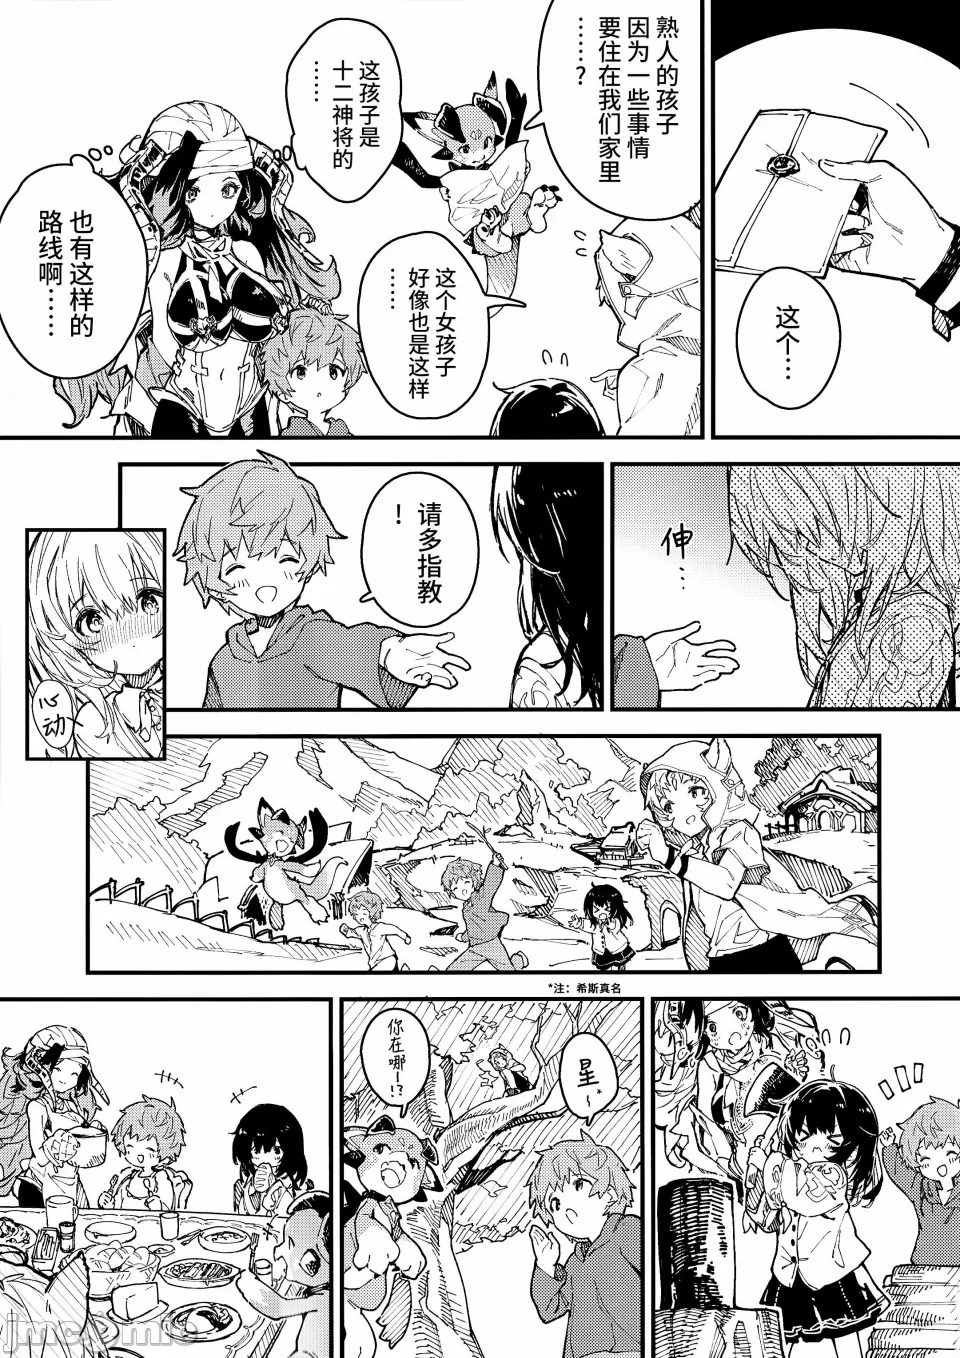 这个…
熟人的孩子
因为一些事情
要住在我们家里
……?
这孩子是
十二神将的
……
这个女孩子
好像也是这样
……
也有这样的
路线啊……
伸…
请多指教
！
心动
*注：希斯真名
星~*
你在哪—!?
jmcomic